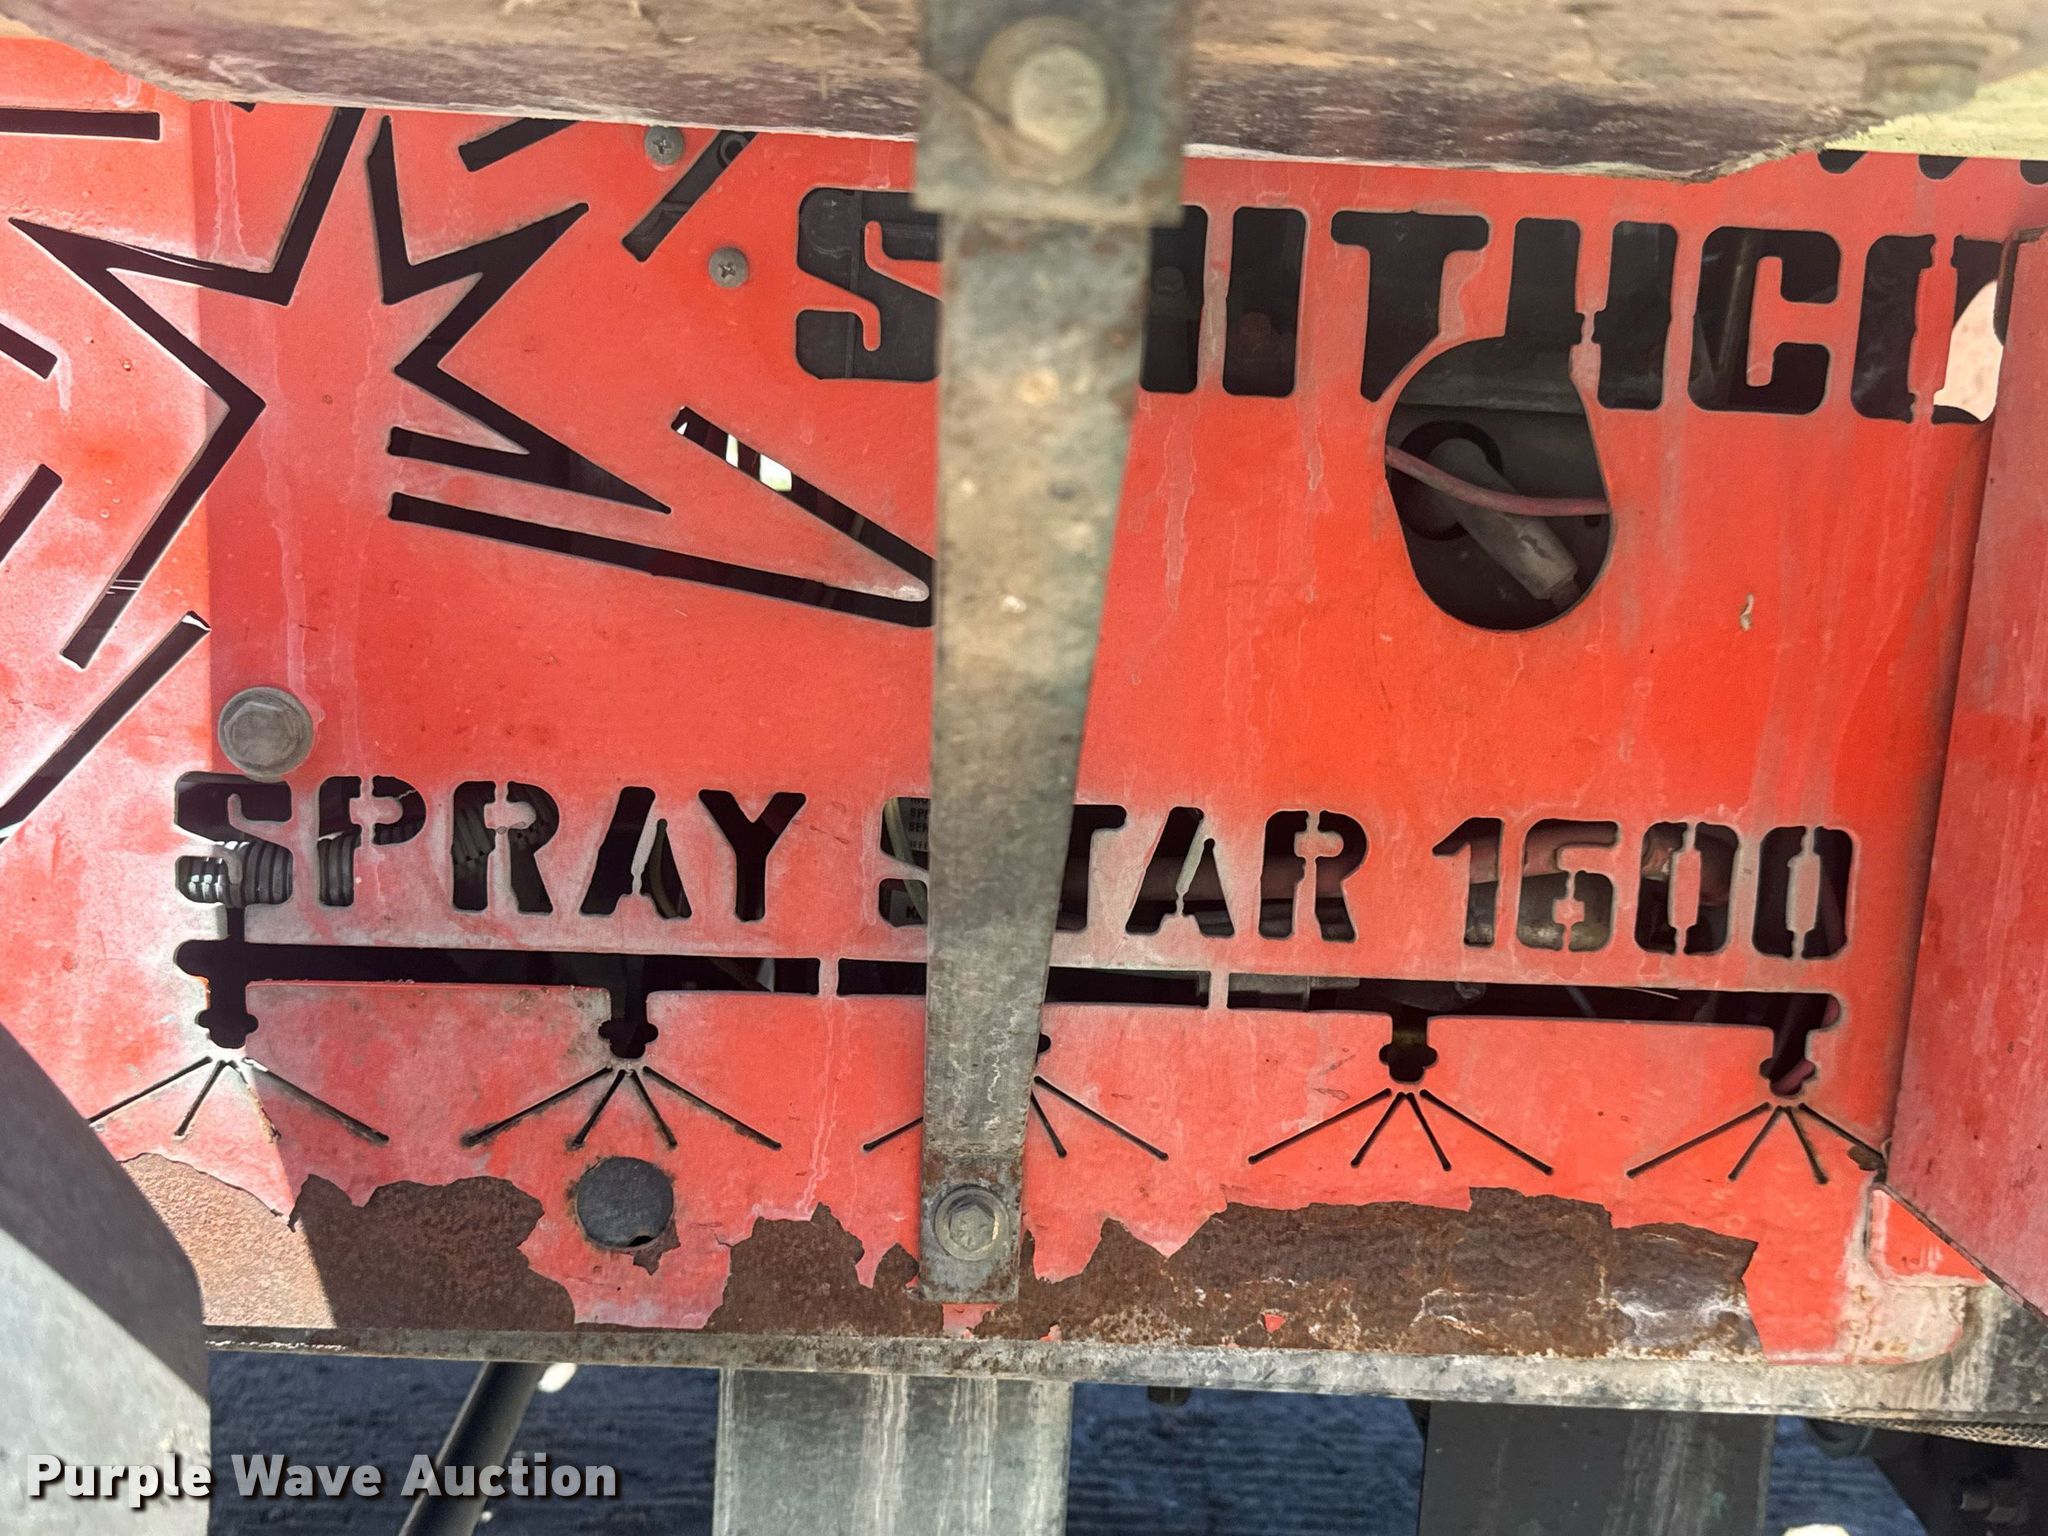 SMITHCO
SPRAY STAR 1600
Purple Wave Auction